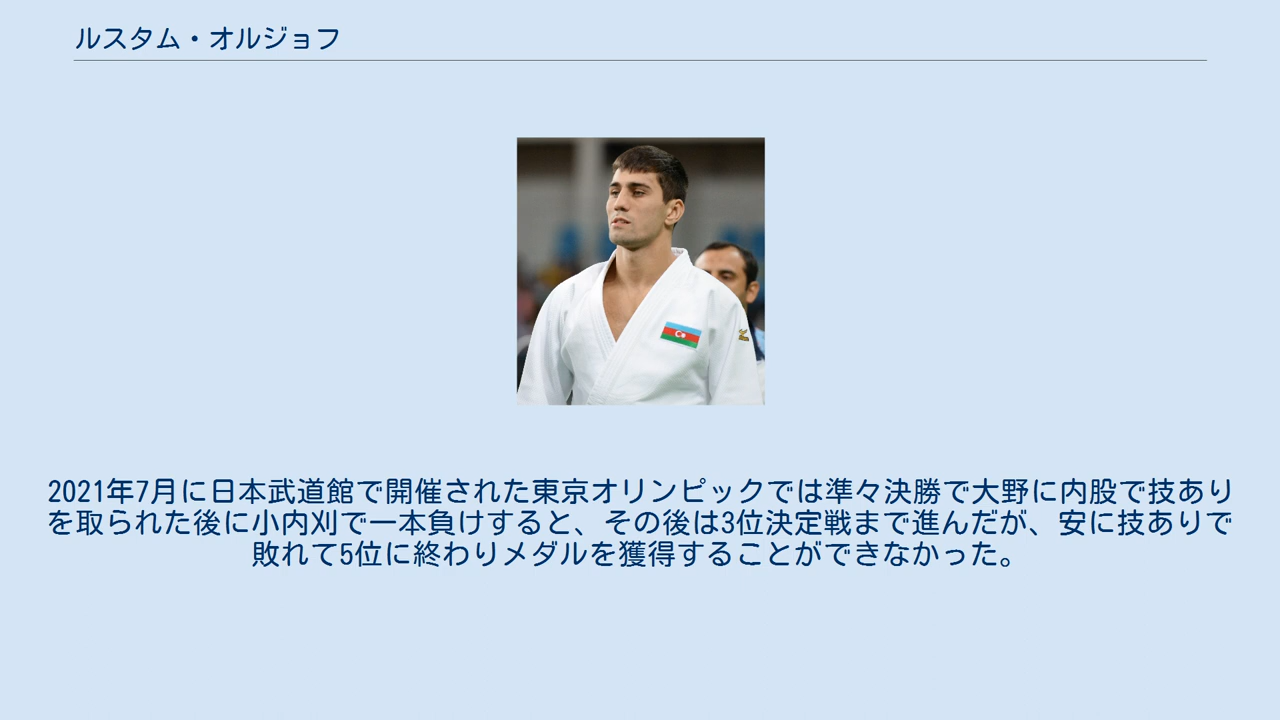 ルスタム・オルジョフ
2021年7月に日本武道館で開催された東京オリンピックでは準々決勝で大野に内股で技あり
を取られた後に小内刈で一本負けすると、その後は3位決定戦まで進んだが、安に技ありで
敗れて5位に終わりメダルを獲得することができなかった。